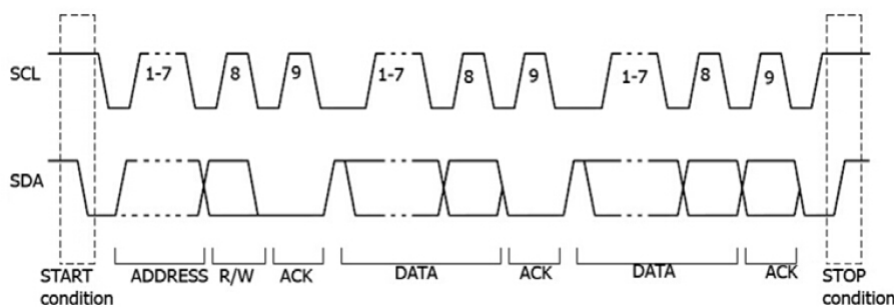 SCL 1-7 8 9 1-7 8 9 1-7 8 9
SDA
START ADDRESS R/W ACK DATA ACK DATA ACK STOP
condition condition